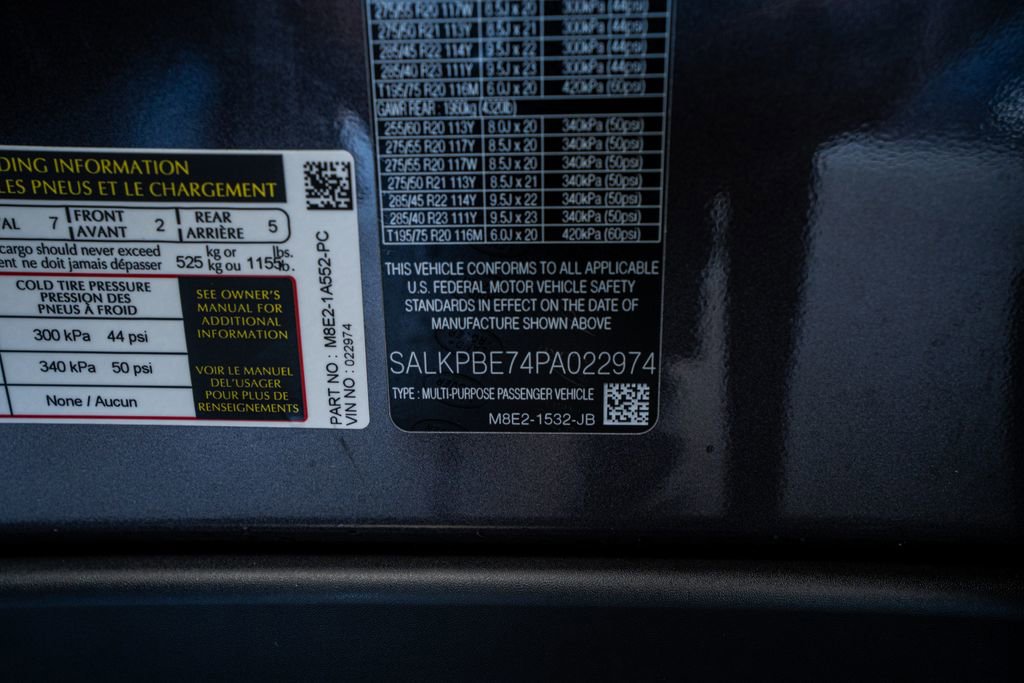 DING INFORMATION
LES PNEUS ET LE CHARGEMENT
AL 7 FRONT AVANT 2 REAR ARRIÈRE 5
cargo should never exceed
ent ne doit jamais dépasser
525 kg or kg ou 1155 lbs. lb.
COLD TIRE PRESSURE
PRESSION DES
PNEUS À FROID
300 kPa 44 psi
340 kPa 50 psi
None / Aucun
SEE OWNER'S
MANUAL FOR
ADDITIONAL
INFORMATION
VOIR LE MANUEL
DEL'USAGER
POUR PLUS DE
RENSEIGNEMENTS
PART NO : M8E2-1A552-PC
VIN NO : 022974
275/55 R20 117W 8.5J x 20 300kPa (44psi)
275/50 R21 113Y 8.5J x 21 300kPa (44psi)
285/45 R22 114Y 9.5J x 22 300kPa (44psi)
285/40 R23 111Y 9.5J x 23 300kPa (44psi)
T195/75 R20 116M 6.0J x 20 420kPa (60psi)
GAWR REAR : 1960kg (4320lb)
255/60 R20 113Y 8.0J x 20 340kPa (50psi)
275/55 R20 117Y 8.5J x 20 340kPa (50psi)
275/55 R20 117W 8.5J x 20 340kPa (50psi)
275/50 R21 113Y 8.5J x 21 340kPa (50psi)
285/45 R22 114Y 9.5J x 22 340kPa (50psi)
285/40 R23 111Y 9.5J x 23 340kPa (50psi)
T195/75 R20 116M 6.0J x 20 420kPa (60psi)
THIS VEHICLE CONFORMS TO ALL APPLICABLE
U.S. FEDERAL MOTOR VEHICLE SAFETY
STANDARDS IN EFFECT ON THE DATE OF
MANUFACTURE SHOWN ABOVE
SALKPBE74PA022974
TYPE : MULTI-PURPOSE PASSENGER VEHICLE
M8E2-1532-JB